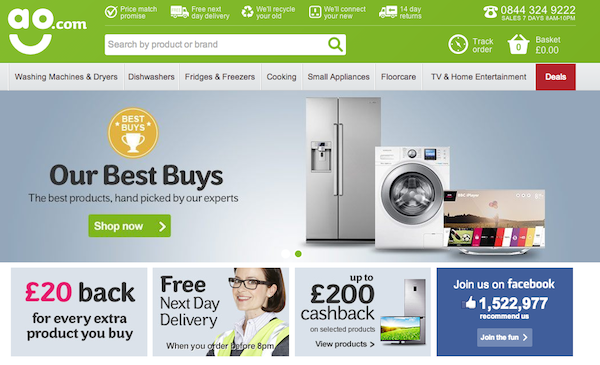 ao.com
Price match promise
Free next day delivery
We'll recycle your old
We'll connect your new
14 day returns
0844 324 9222
SALES 7 DAYS 8AM-10PM
Search by product or brand
Track order
0
Basket
£0.00
Washing Machines & Dryers
Dishwashers
Fridges & Freezers
Cooking
Small Appliances
Floorcare
TV & Home Entertainment
Deals
BEST
BUYS
Our Best Buys
The best products, hand picked by our experts
Shop now
£20 back
for every extra
product you buy
Free
Next Day
Delivery
When you order before 8pm
up to
£200
cashback
on selected products
View products >
Join us on facebook
1,522,977
recommend us
Join the fun >